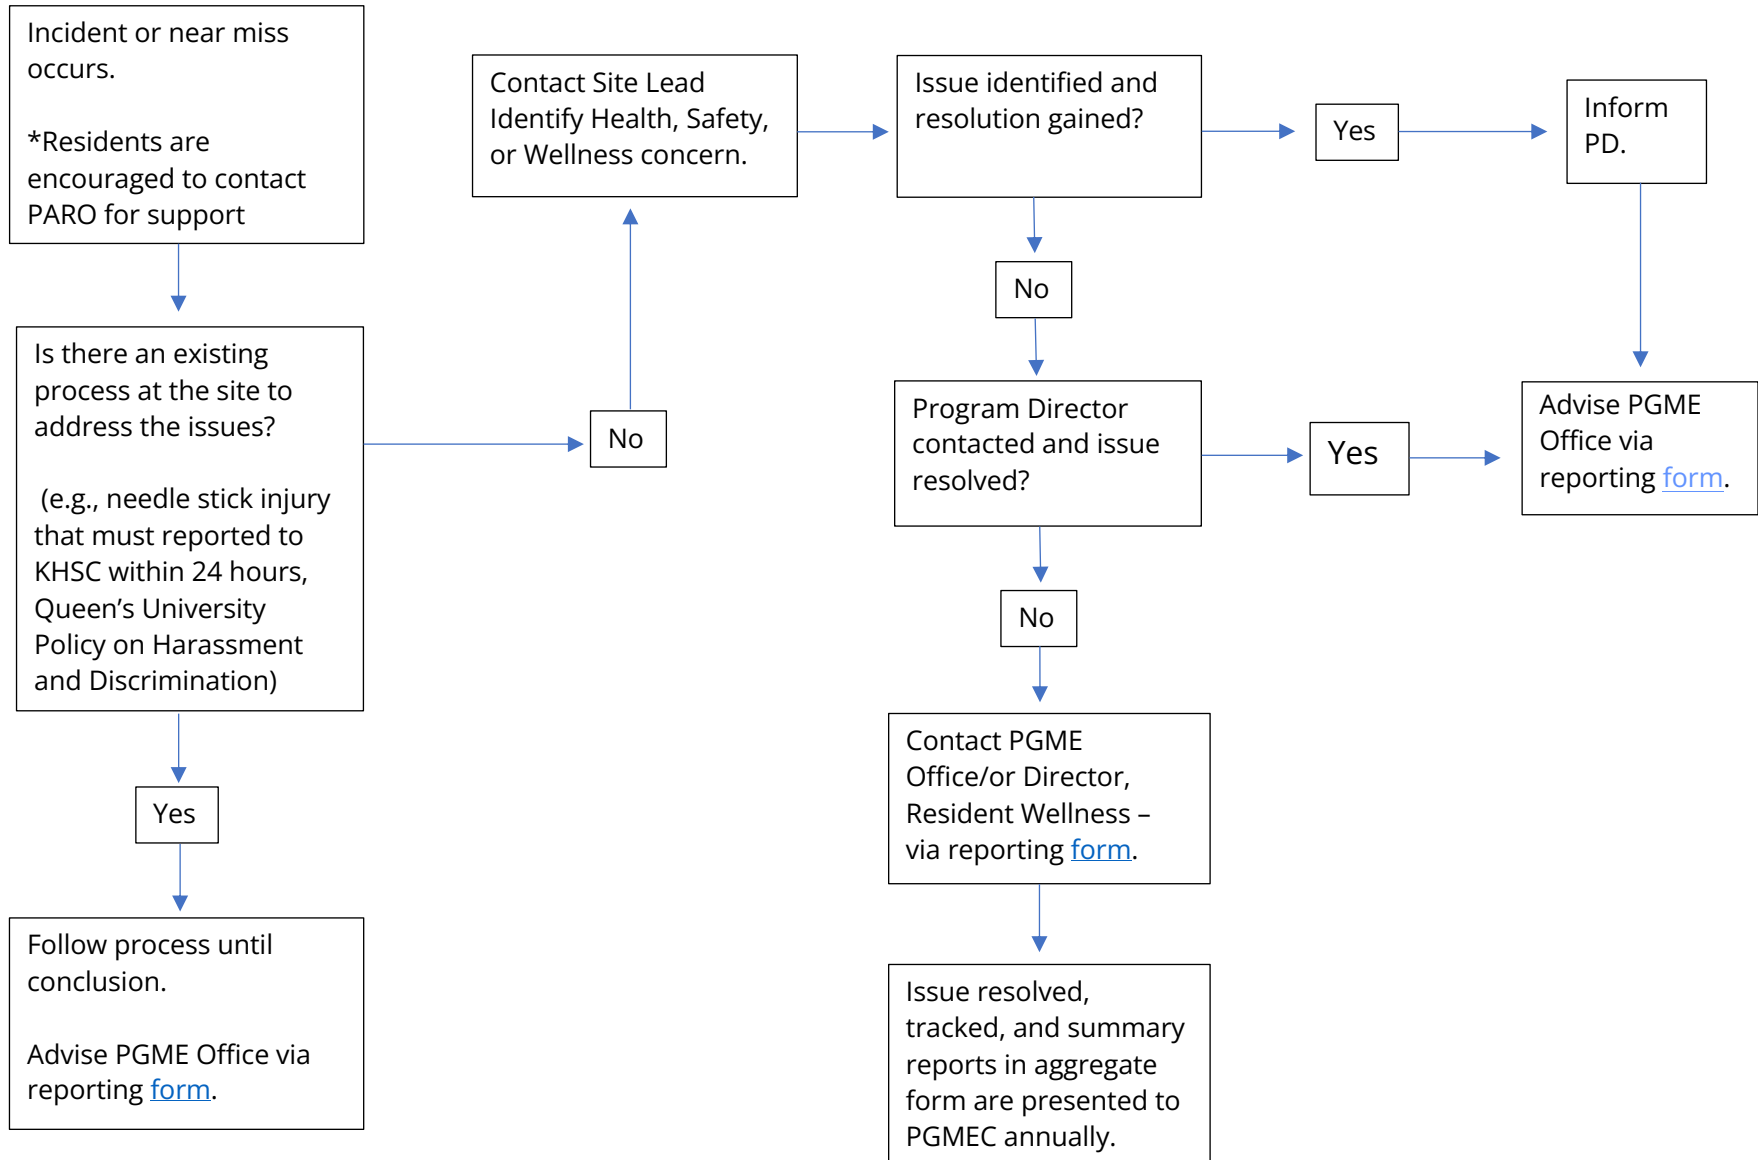 Incident or near miss
occurs.
*Residents are
encouraged to contact
PARO for support
Is there an existing
process at the site to
address the issues?
(e.g., needle stick injury
that must reported to
KHSC within 24 hours,
Queen’s University
Policy on Harassment
and Discrimination)
Yes
Follow process until
conclusion.
Advise PGME Office via
reporting form.
No
Contact Site Lead
Identify Health, Safety,
or Wellness concern.
Issue identified and
resolution gained?
Yes
Inform
PD.
No
Program Director
contacted and issue
resolved?
Yes
Advise PGME
Office via
reporting form.
No
Contact PGME
Office/or Director,
Resident Wellness –
via reporting form.
Issue resolved,
tracked, and summary
reports in aggregate
form are presented to
PGMEC annually.